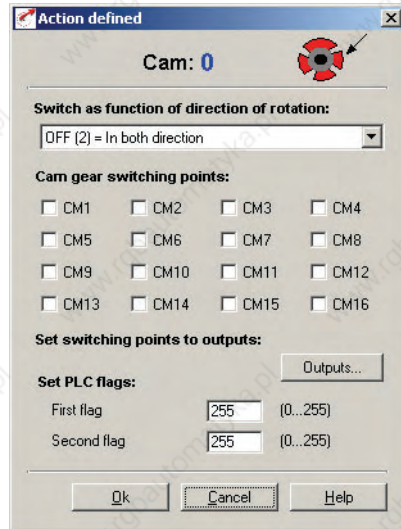 Action defined
Cam: 0
Switch as function of direction of rotation:
OFF (2) = In both direction
Cam gear switching points:
CM1 CM2 CM3 CM4
CM5 CM6 CM7 CM8
CM9 CM10 CM11 CM12
CM13 CM14 CM15 CM16
Set switching points to outputs:
Outputs...
Set PLC flags:
First flag 255 (0...255)
Second flag 255 (0...255)
Ok Cancel Help
www.rgbautomatyka.pl